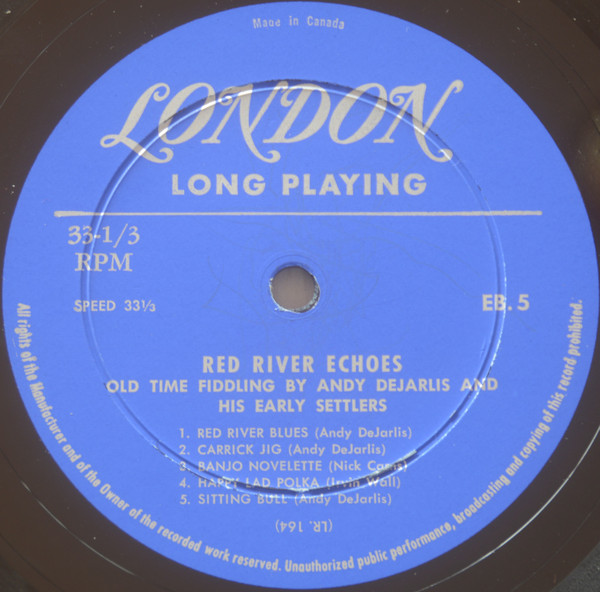 Made in Canada
LONDON
LONG PLAYING
33-1/3
RPM
SPEED 33⅓
EB. 5
RED RIVER ECHOES
OLD TIME FIDDLING BY ANDY DEJARLIS AND
HIS EARLY SETTLERS
1. RED RIVER BLUES (Andy DeJarlis)
2. CARRICK JIG (Andy DeJarlis)
3. BANJO NOVELETTE (Nick
4. HAPPY LAD POLKA (Irvin Wall)
5. SITTING BULL (Andy DeJarlis)
(LR. 164)
All rights of the Manufacturer and of the Owner of the recorded work reserved. Unauthorized public performance, broadcasting and copying of this record prohibited.